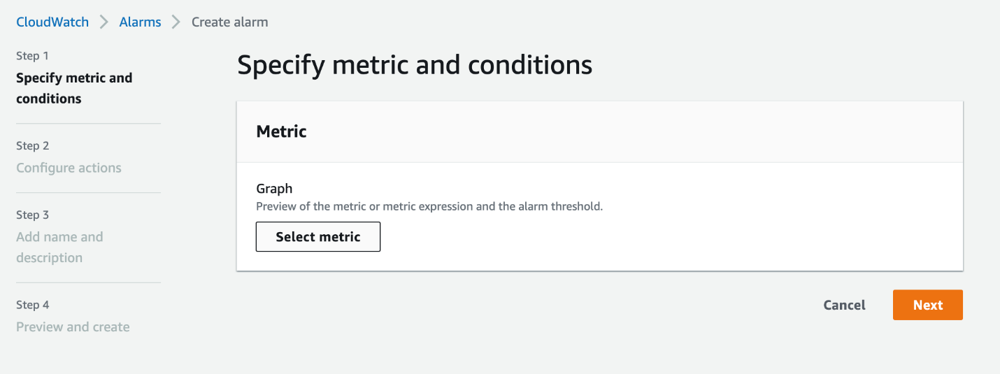 CloudWatch > Alarms > Create alarm
Step 1
Specify metric and
conditions
Step 2
Configure actions
Step 3
Add name and
description
Step 4
Preview and create
Specify metric and conditions
Metric
Graph
Preview of the metric or metric expression and the alarm threshold.
Select metric
Cancel Next